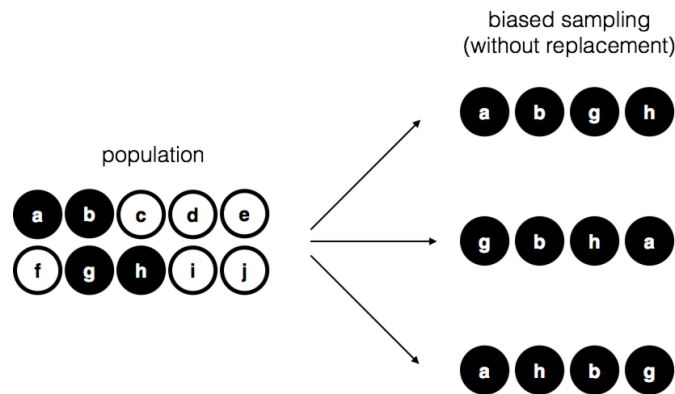 biased sampling
(without replacement)
a b g h
population
a b c d e
g b h a
f g h i j
a h b g